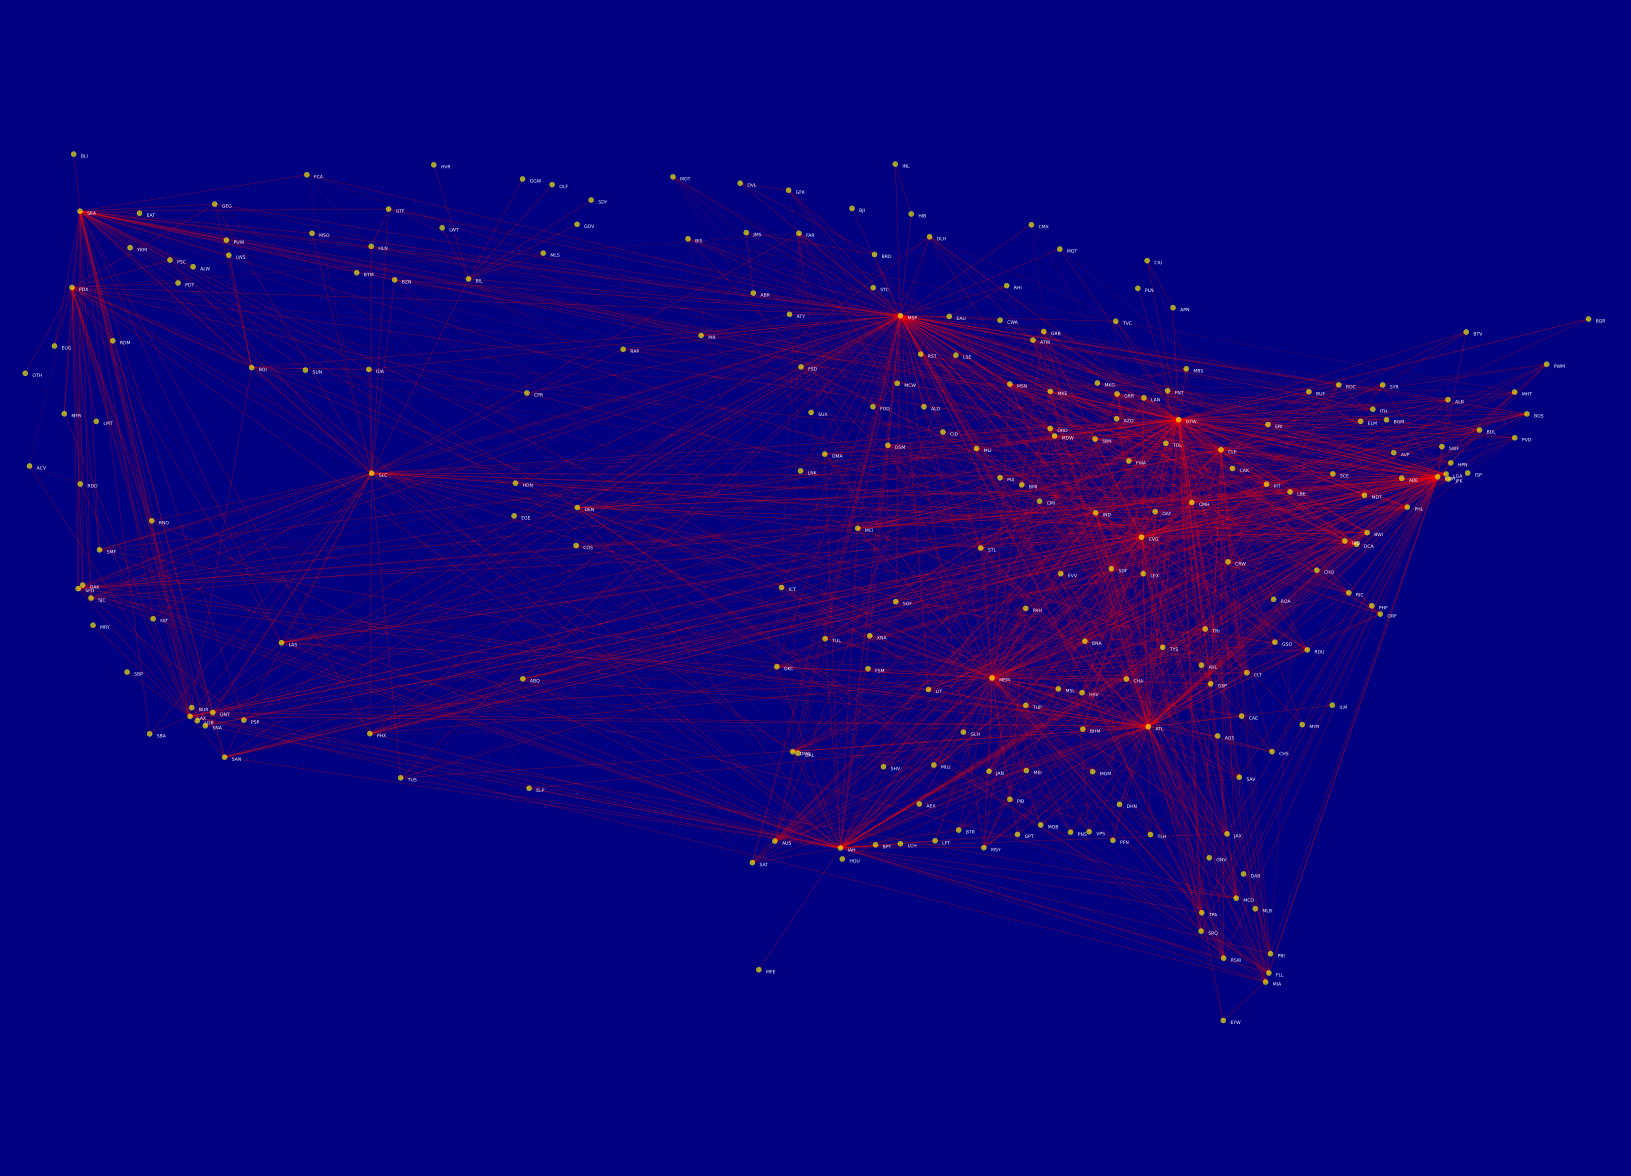 BLI
HVR
INL
FCA
GGW
OLF
MOT
DVL
GFK
SDY
GEG
GTF
BJI
HIB
SEA
EAT
LWT
GDV
CMX
MSO
JMS
FAR
DLH
PUW
BIS
YKM
HLN
MLS
BRD
LWS
PSC
ALW
CIU
BTM
BZN
BIL
PDT
STC
RHI
PLN
PDX
ABR
APN
ATY
MSP
EAU
CWA
TVC
BGR
GRB
BTV
PIR
ATW
RDM
EUG
RAP
RST
LSE
PWM
BOI
SUN
IDA
FSD
MBS
OTH
MCW
MSN
MKG
ROC
SYR
CPR
MKE
GRR
FNT
BUF
MHT
LAN
ALB
MFR
SUX
FOD
ALO
ITH
BOS
LMT
AZO
DTW
ELM
BGM
ERI
CID
ORD
MDW
BDL
SBN
TOL
PVD
DSM
MLI
CLE
SWF
OMA
AVP
FWA
HPN
ACV
LNK
CAK
SLC
SCE
LGA
ISP
PIA
ABE
JFK
RDD
HDN
BMI
PIT
LBE
MDT
CMI
CMH
PHL
DEN
EGE
IND
DAY
RNO
MCI
BWI
CVG
DCA
SMF
COS
STL
CRW
CHO
SDF
LEX
EVV
OAK
ICT
SJC
RIC
SGF
ROA
PHF
PAH
ORF
FAT
MRY
TRI
XNA
TUL
BNA
GSO
LAS
TYS
RDU
OKC
FSM
AVL
SBP
CLT
ABQ
MEM
CHA
GSP
LIT
MSL
HSV
BUR
TUP
ILM
ONT
CAE
PSP
MYR
SNA
ATL
SBA
PHX
GLH
BHM
AGS
CHS
DAL
SAN
SHV
MLU
JAN
MEI
MGM
TUS
SAV
ELP
PIB
AEX
DHN
MOB
BTR
GPT
PNS
VPS
TLH
JAX
AUS
LFT
PFN
IAH
BPT
LCH
MSY
SAT
HOU
GNV
DAB
MCO
MLB
TPA
SRQ
PBI
RSW
MFE
FLL
MIA
EYW